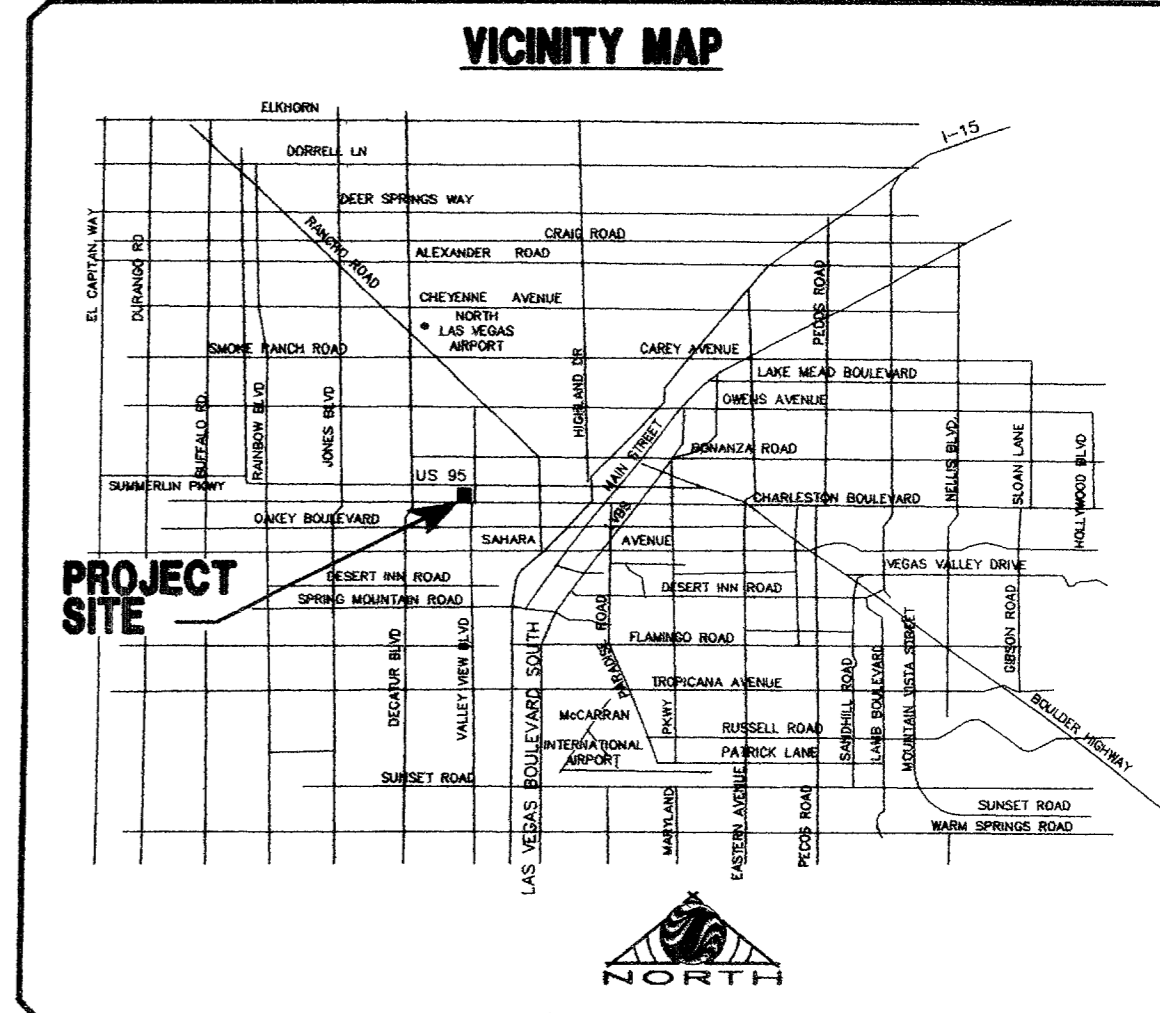 VICINITY MAP
ELKHORN
I-15
DORRELL LN
DEER SPRINGS WAY
RANCHO ROAD
CRAIG ROAD
ALEXANDER ROAD
EL CAPITAN WAY
DURANGO RD
PECOS ROAD
CHEYENNE AVENUE
NORTH
LAS VEGAS
AIRPORT
SMOKE RANCH ROAD
CAREY AVENUE
HIGHLAND DR
LAKE MEAD BOULEVARD
OWENS AVENUE
BUFFALO RD
RAINBOW BLVD
JONES BLVD
MAIN STREET
BONANZA ROAD
NELLIS BLVD
SLOAN LANE
HOLLYWOOD BLVD
US 95
SUMMERLIN PKWY
CHARLESTON BOULEVARD
OAKEY BOULEVARD
LVBS
SAHARA AVENUE
PROJECT
SITE
DESERT INN ROAD
VEGAS VALLEY DRIVE
DESERT INN ROAD
SPRING MOUNTAIN ROAD
PARADISE ROAD
FLAMINGO ROAD
GIBSON ROAD
DECATUR BLVD
VALLEY VIEW BLVD
LAS VEGAS BOULEVARD SOUTH
TROPICANA AVENUE
SANDHILL ROAD
LAMB BOULEVARD
MOUNTAIN VISTA STREET
BOULDER HIGHWAY
McCARRAN
INTERNATIONAL
AIRPORT
RUSSELL ROAD
PATRICK LANE
SUNSET ROAD
MARYLAND PKWY
EASTERN AVENUE
PECOS ROAD
SUNSET ROAD
WARM SPRINGS ROAD
NORTH